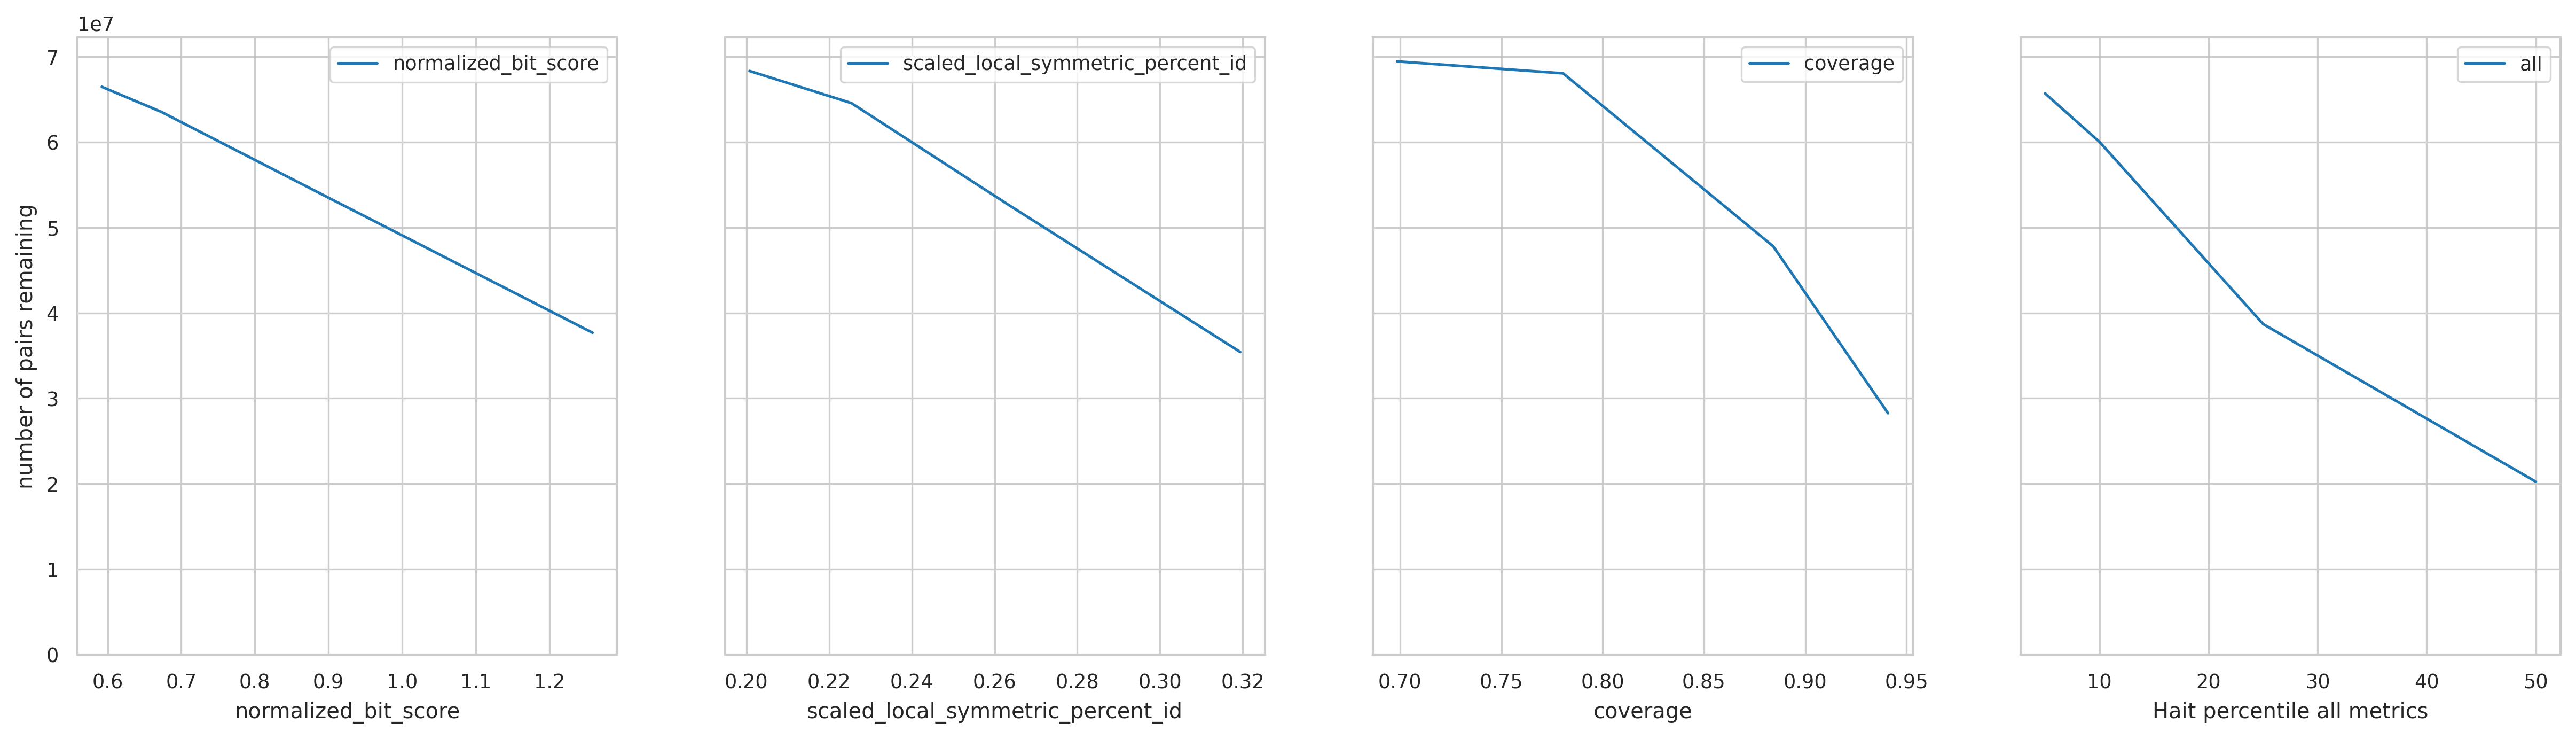 1e7
number of pairs remaining
7
6
5
4
3
2
1
0
normalized_bit_score
0.6 0.7 0.8 0.9 1.0 1.1 1.2
normalized_bit_score
scaled_local_symmetric_percent_id
0.20 0.22 0.24 0.26 0.28 0.30 0.32
scaled_local_symmetric_percent_id
coverage
0.70 0.75 0.80 0.85 0.90 0.95
coverage
all
10 20 30 40 50
Hait percentile all metrics